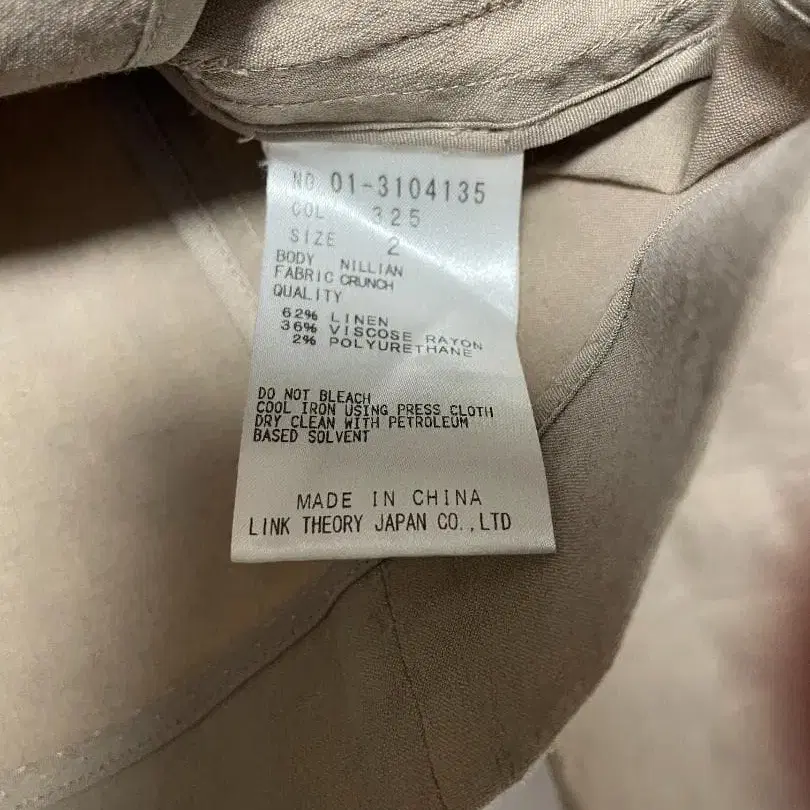 NO 01-3104135
COL 325
SIZE 2
BODY NILLIAN
FABRIC CRUNCH
QUALITY
62% LINEN
36% VISCOSE RAYON
2% POLYURETHANE
DO NOT BLEACH
COOL IRON USING PRESS CLOTH
DRY CLEAN WITH PETROLEUM
BASED SOLVENT
MADE IN CHINA
LINK THEORY JAPAN CO.,LTD